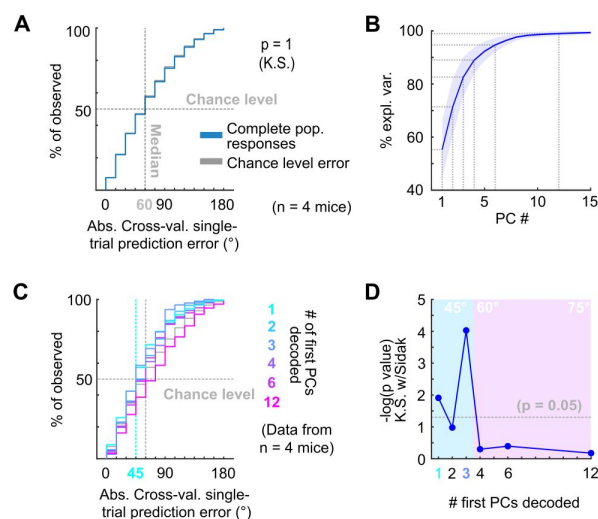 A
100
50
% of observed
p = 1
(K.S.)
Chance level
Median
Complete pop.
responses
Chance level error
0
60
90
180
Abs. Cross-val. single-
trial prediction error (°)
(n = 4 mice)
B
100
80
60
40
% expl. var.
1
5
10
15
PC #
C
100
50
% of observed
Chance level
0
45
90
180
Abs. Cross-val. single-
trial prediction error (°)
# of first PCs
decoded
1
2
3
4
6
12
(Data from
n = 4 mice)
D
5
4
3
2
1
0
-log(p value)
K.S. w/Sidak
45°
60°
75°
(p = 0.05)
1
2
3
4
6
12
# first PCs decoded